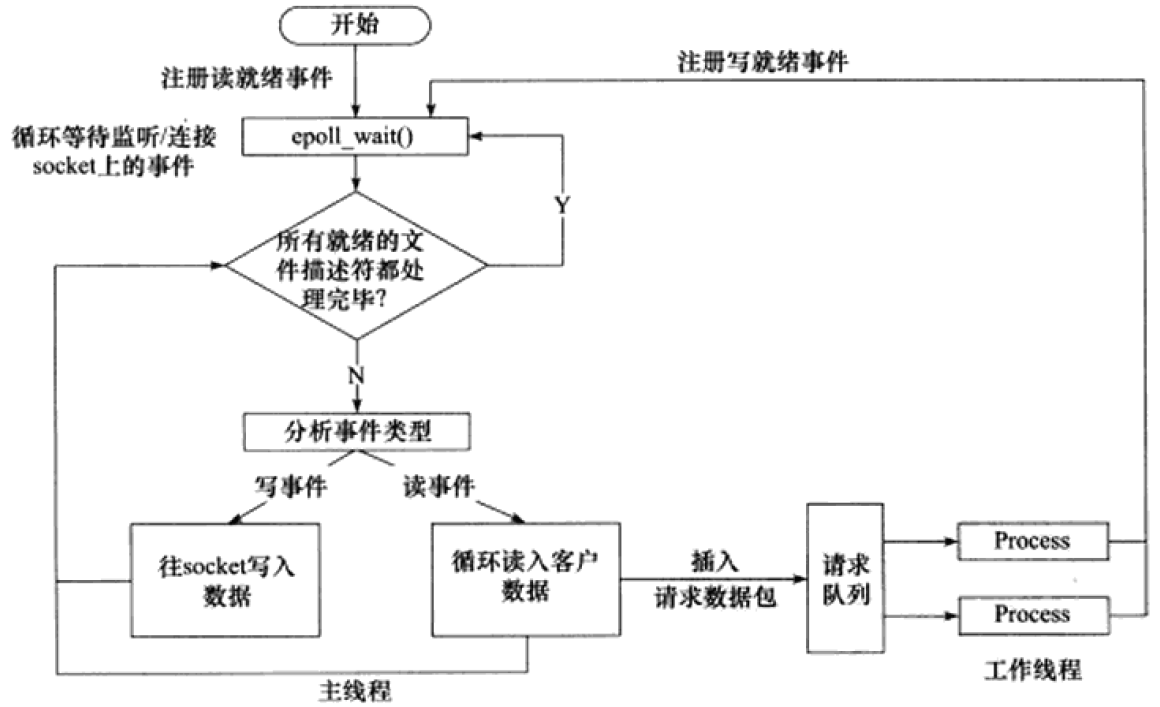 开始
注册读就绪事件
注册写就绪事件
循环等待监听/连接
socket上的事件
epoll_wait()
Y
所有就绪的文
件描述符都处
理完毕?
N
分析事件类型
写事件
读事件
往socket写入
数据
循环读入客户
数据
插入
请求数据包
请求
队列
Process
Process
主线程
工作线程